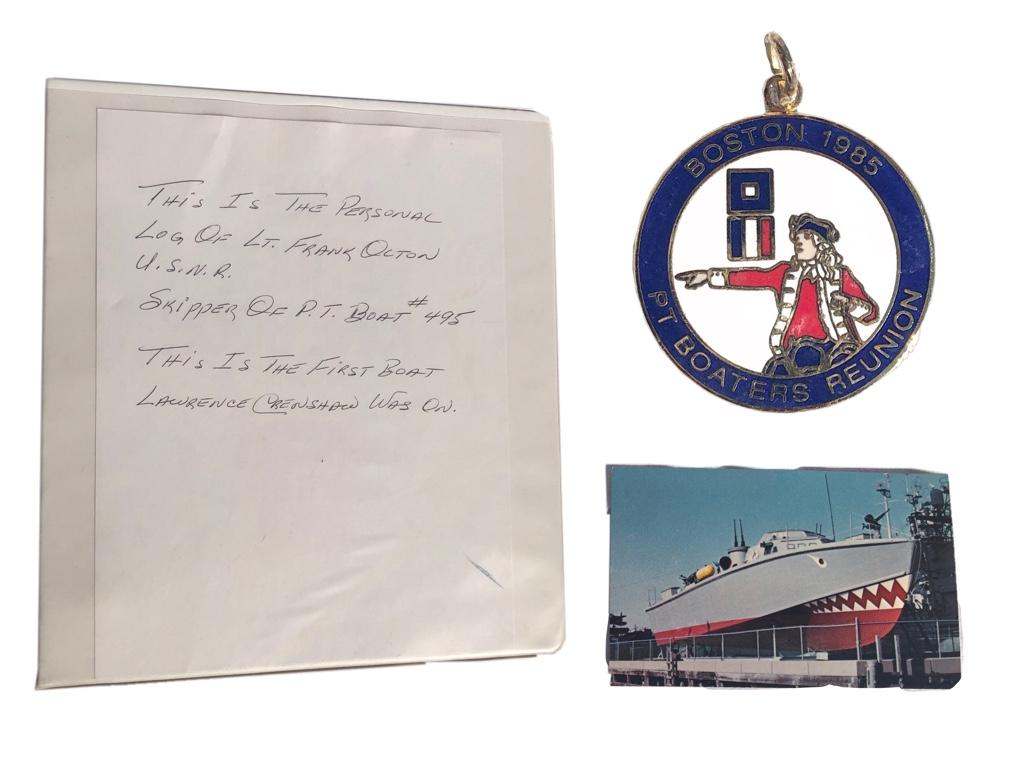 This Is The Personal
Log Of Lt. Frank Olton
U.S.N.R.
Skipper Of P.T. Boat # 495
This Is The First Boat
Lawrence Crenshaw Was On.
BOSTON 1985
PT BOATERS REUNION